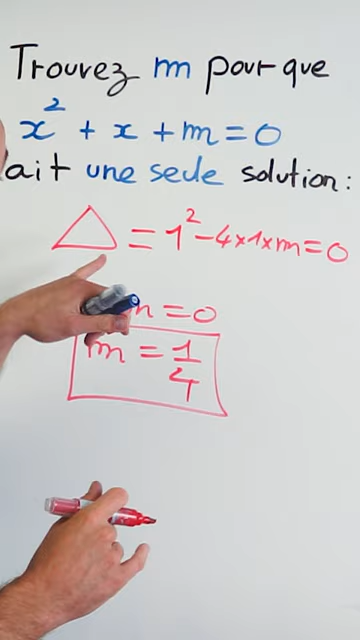 Trouvez m pour que
x² + x + m = 0
ait une seule solution :
△ = 1² - 4×1×m = 0
m = 0
m = 1/4